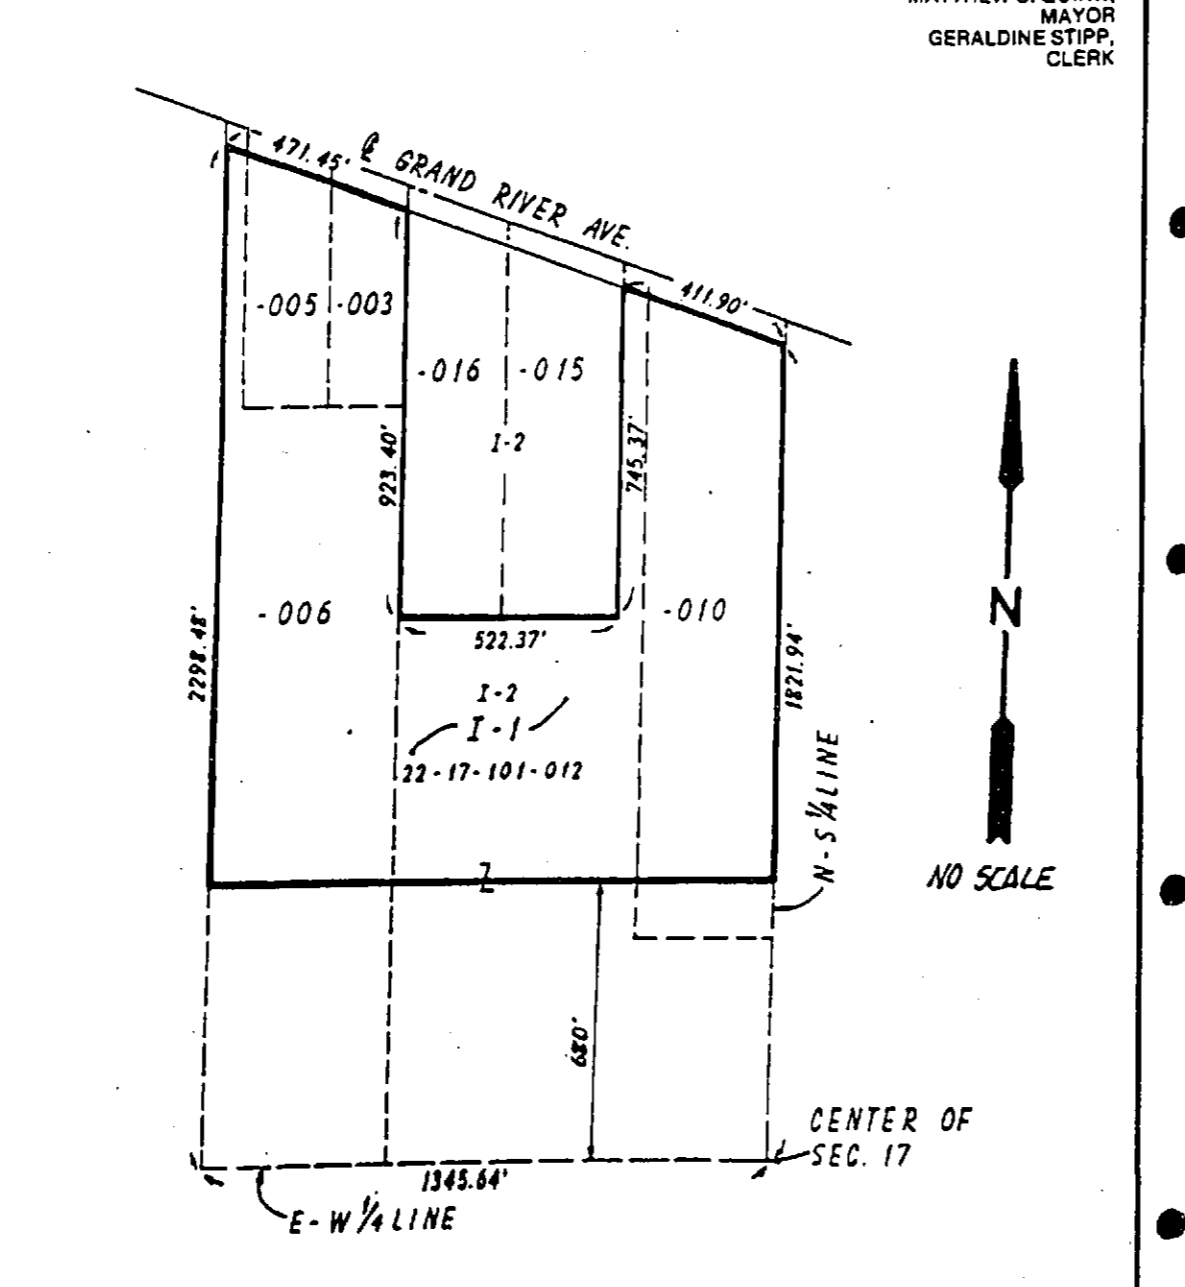 MAYOR
GERALDINE STIPP,
CLERK
471.45'
℄ GRAND RIVER AVE.
411.90'
-005
-003
-016
-015
I-2
923.40'
745.37'
-006
-010
522.37'
2298.48'
1821.94'
I-2
I-1
22-17-101-012
N
NO SCALE
N-S 1/4 LINE
680'
CENTER OF
SEC. 17
1345.64'
E-W 1/4 LINE